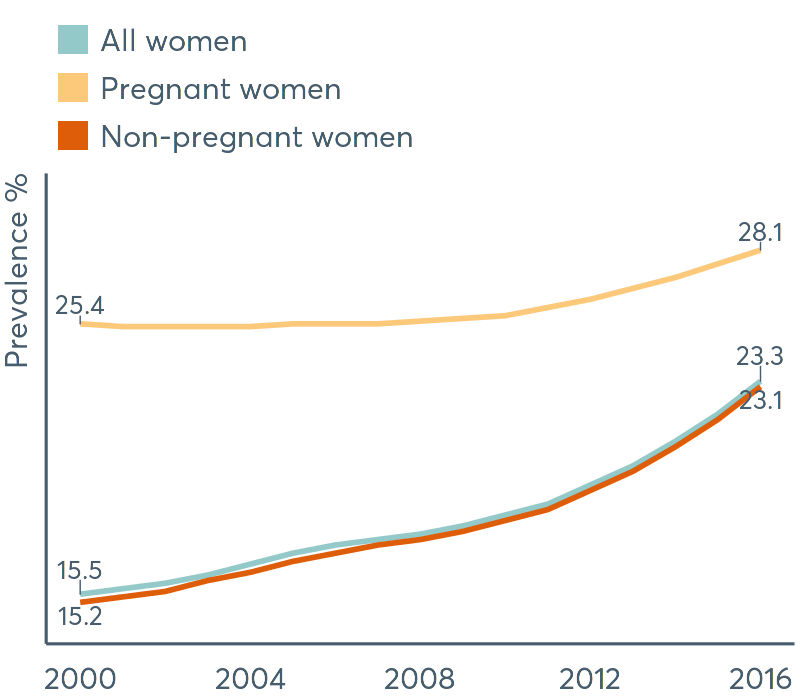 All women
Pregnant women
Non-pregnant women
Prevalence %
28.1
25.4
23.3
23.1
15.5
15.2
2000 2004 2008 2012 2016